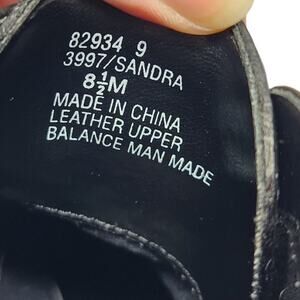 82934 9
3997/SANDRA
8½M
MADE IN CHINA
LEATHER UPPER
BALANCE MAN MADE